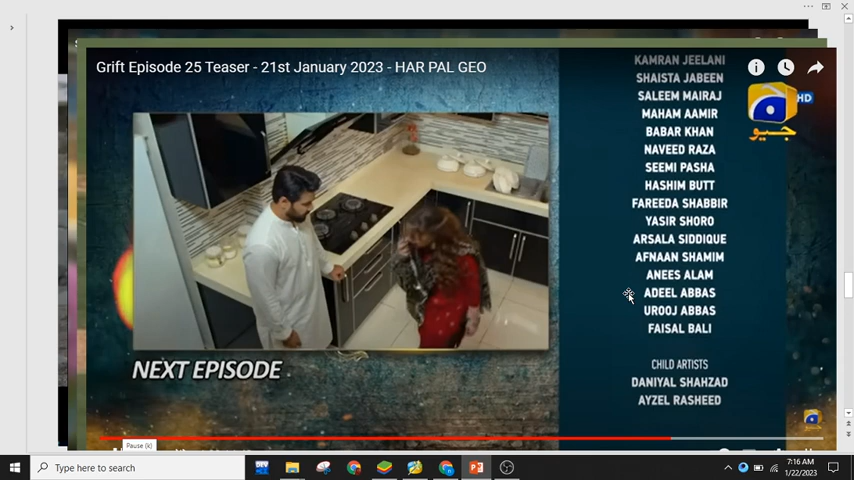 Grift Episode 25 Teaser - 21st January 2023 - HAR PAL GEO
KAMRAN JEELANI
SHAISTA JABEEN
SALEEM MAIRAJ
MAHAM AAMIR
BABAR KHAN
NAVEED RAZA
SEEMI PASHA
HASHIM BUTT
FAREEDA SHABBIR
YASIR SHORO
ARSALA SIDDIQUE
AFNAAN SHAMIM
ANEES ALAM
ADEEL ABBAS
UROOJ ABBAS
FAISAL BALI
CHILD ARTISTS
DANIYAL SHAHZAD
AYZEL RASHEED
HD
جیو
NEXT EPISODE
Pause (k)
Type here to search
DEV
7:16 AM
1/22/2023